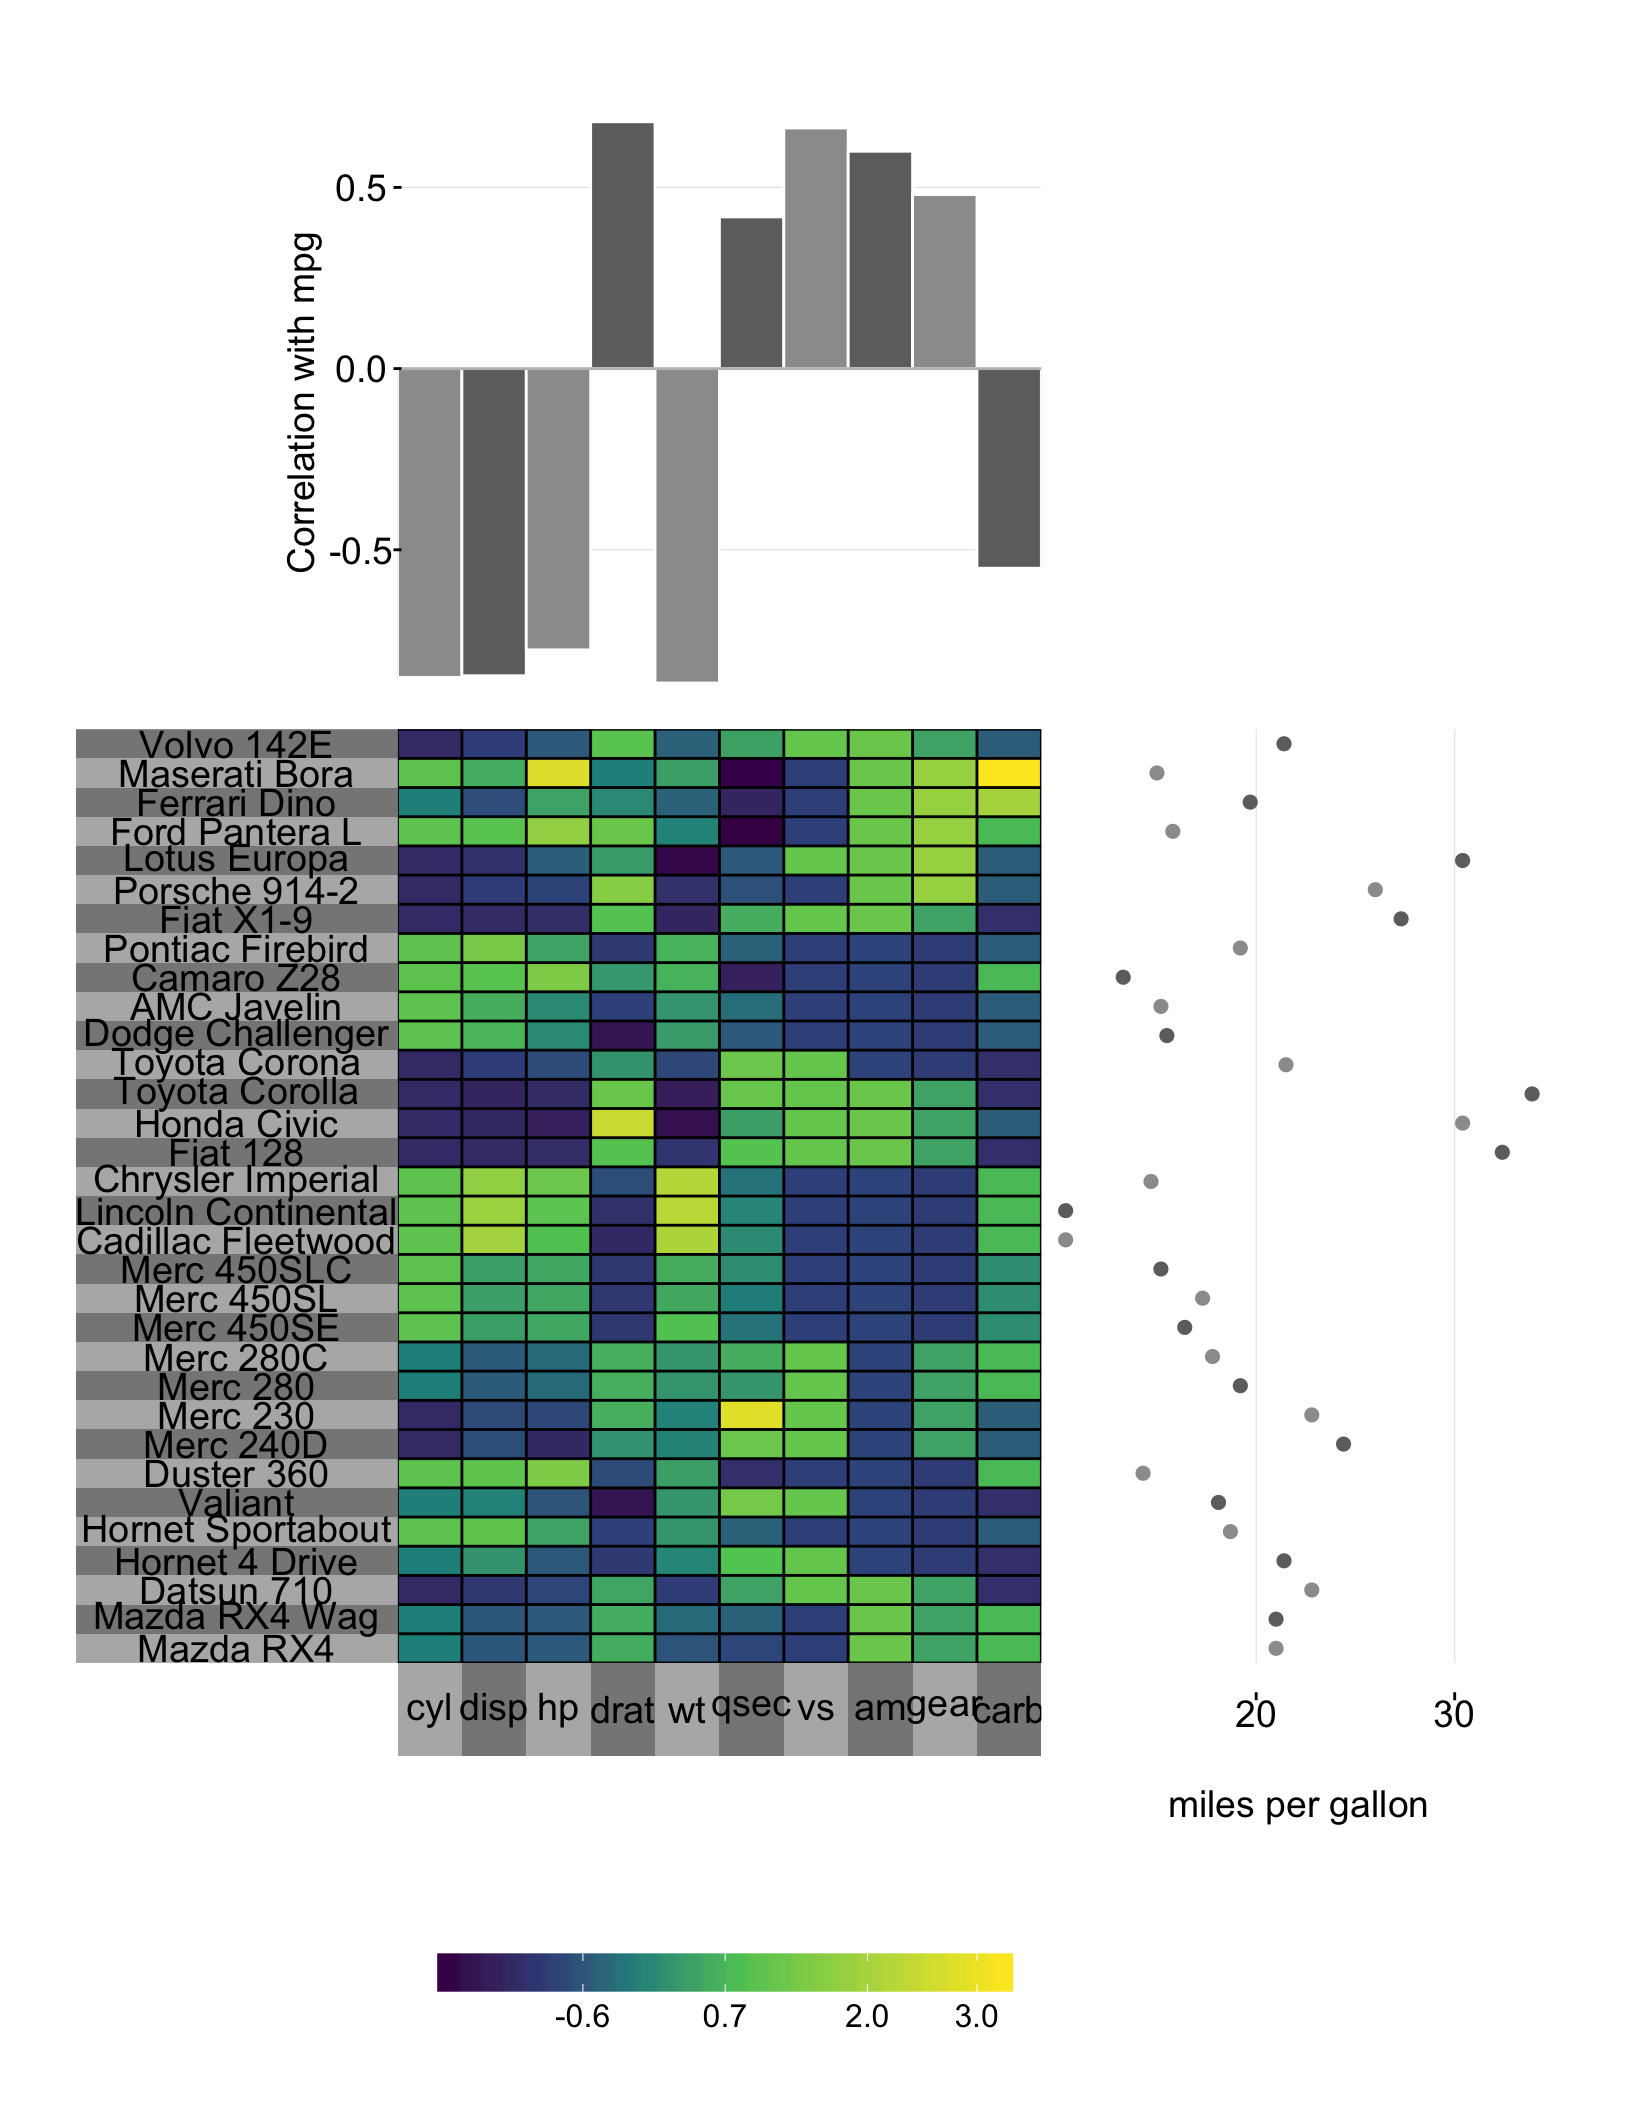 0.5
0.0
-0.5
Correlation with mpg
Volvo 142E
Maserati Bora
Ferrari Dino
Ford Pantera L
Lotus Europa
Porsche 914-2
Fiat X1-9
Pontiac Firebird
Camaro Z28
AMC Javelin
Dodge Challenger
Toyota Corona
Toyota Corolla
Honda Civic
Fiat 128
Chrysler Imperial
Lincoln Continental
Cadillac Fleetwood
Merc 450SLC
Merc 450SL
Merc 450SE
Merc 280C
Merc 280
Merc 230
Merc 240D
Duster 360
Valiant
Hornet Sportabout
Hornet 4 Drive
Datsun 710
Mazda RX4 Wag
Mazda RX4
cyl disp hp drat wt qsec vs am gear carb
20 30
miles per gallon
-0.6 0.7 2.0 3.0